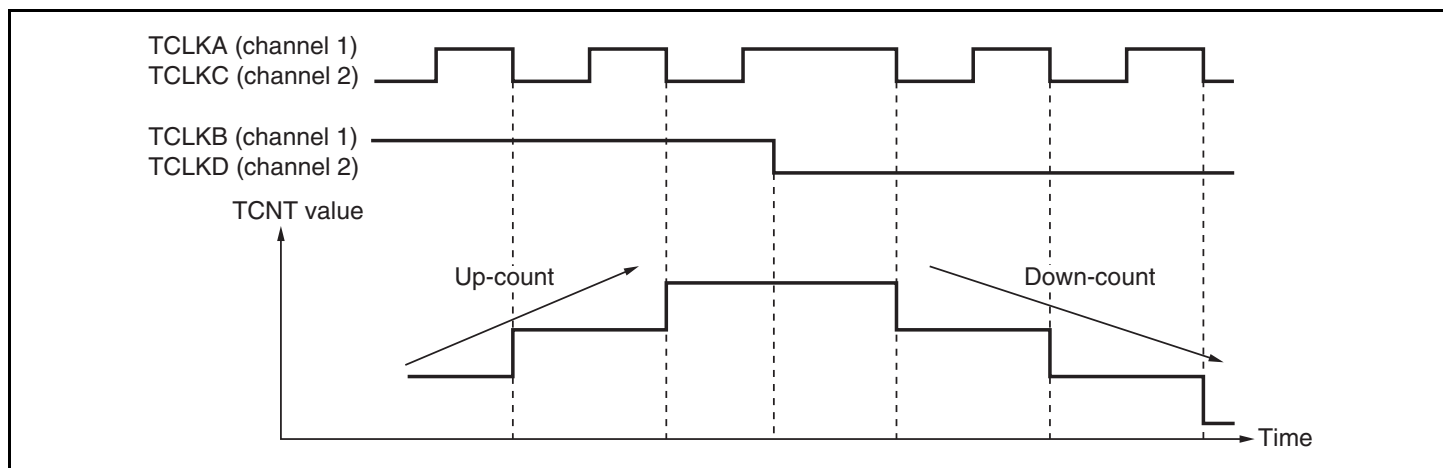 TCLKA (channel 1)
TCLKC (channel 2)
TCLKB (channel 1)
TCLKD (channel 2)
TCNT value
Up-count
Down-count
Time